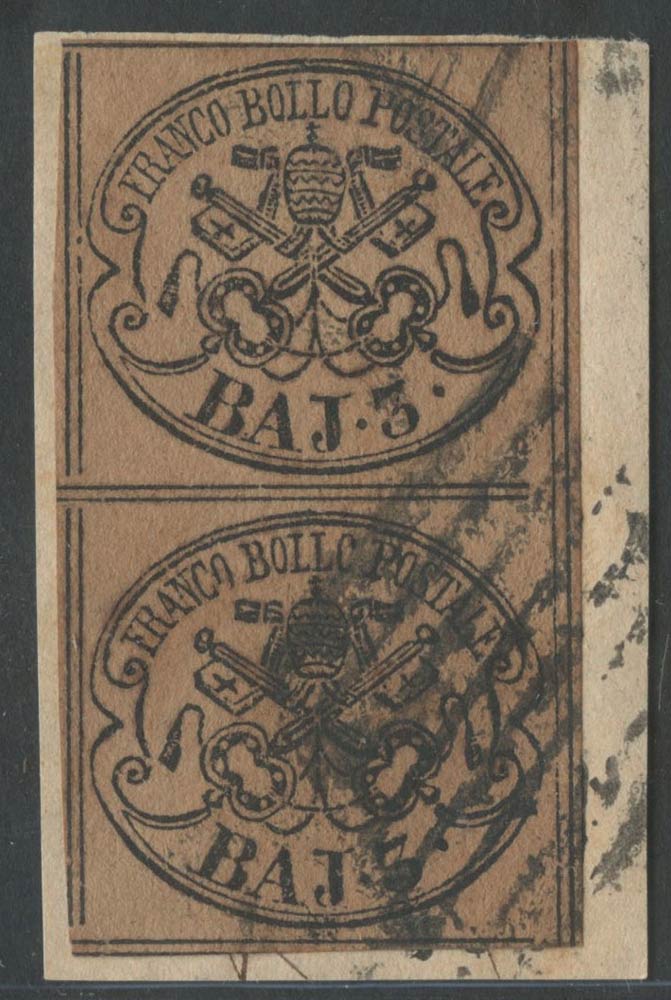 FRANCO BOLLO POSTALE
BAJ. 3.
FRANCO BOLLO POSTALE
BAJ. 3